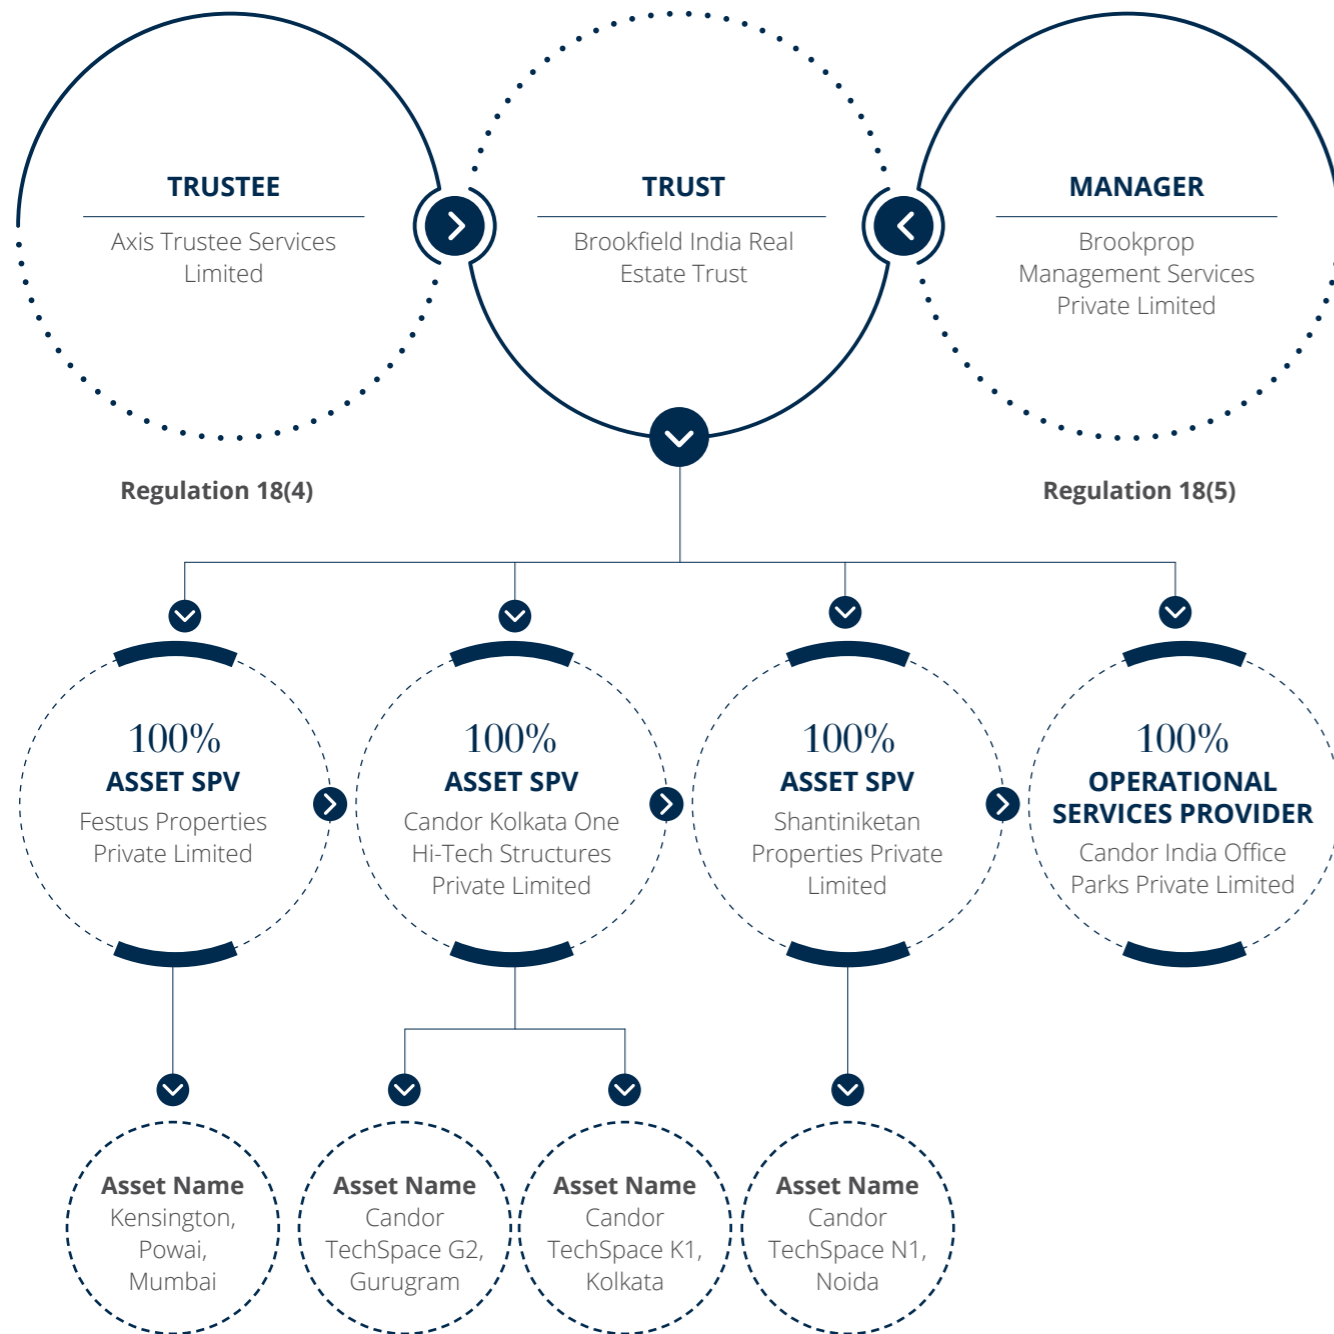 TRUSTEE
Axis Trustee Services
Limited
TRUST
Brookfield India Real
Estate Trust
MANAGER
Brookprop
Management Services
Private Limited
Regulation 18(4)
Regulation 18(5)
100%
ASSET SPV
Festus Properties
Private Limited
100%
ASSET SPV
Candor Kolkata One
Hi-Tech Structures
Private Limited
100%
ASSET SPV
Shantiniketan
Properties Private
Limited
100%
OPERATIONAL
SERVICES PROVIDER
Candor India Office
Parks Private Limited
Asset Name
Kensington,
Powai,
Mumbai
Asset Name
Candor
TechSpace G2,
Gurugram
Asset Name
Candor
TechSpace K1,
Kolkata
Asset Name
Candor
TechSpace N1,
Noida